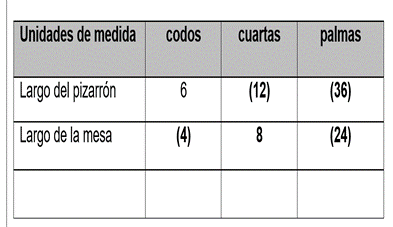 Unidades de medida codos cuartas palmas
Largo del pizarrón 6 (12) (36)
Largo de la mesa (4) 8 (24)